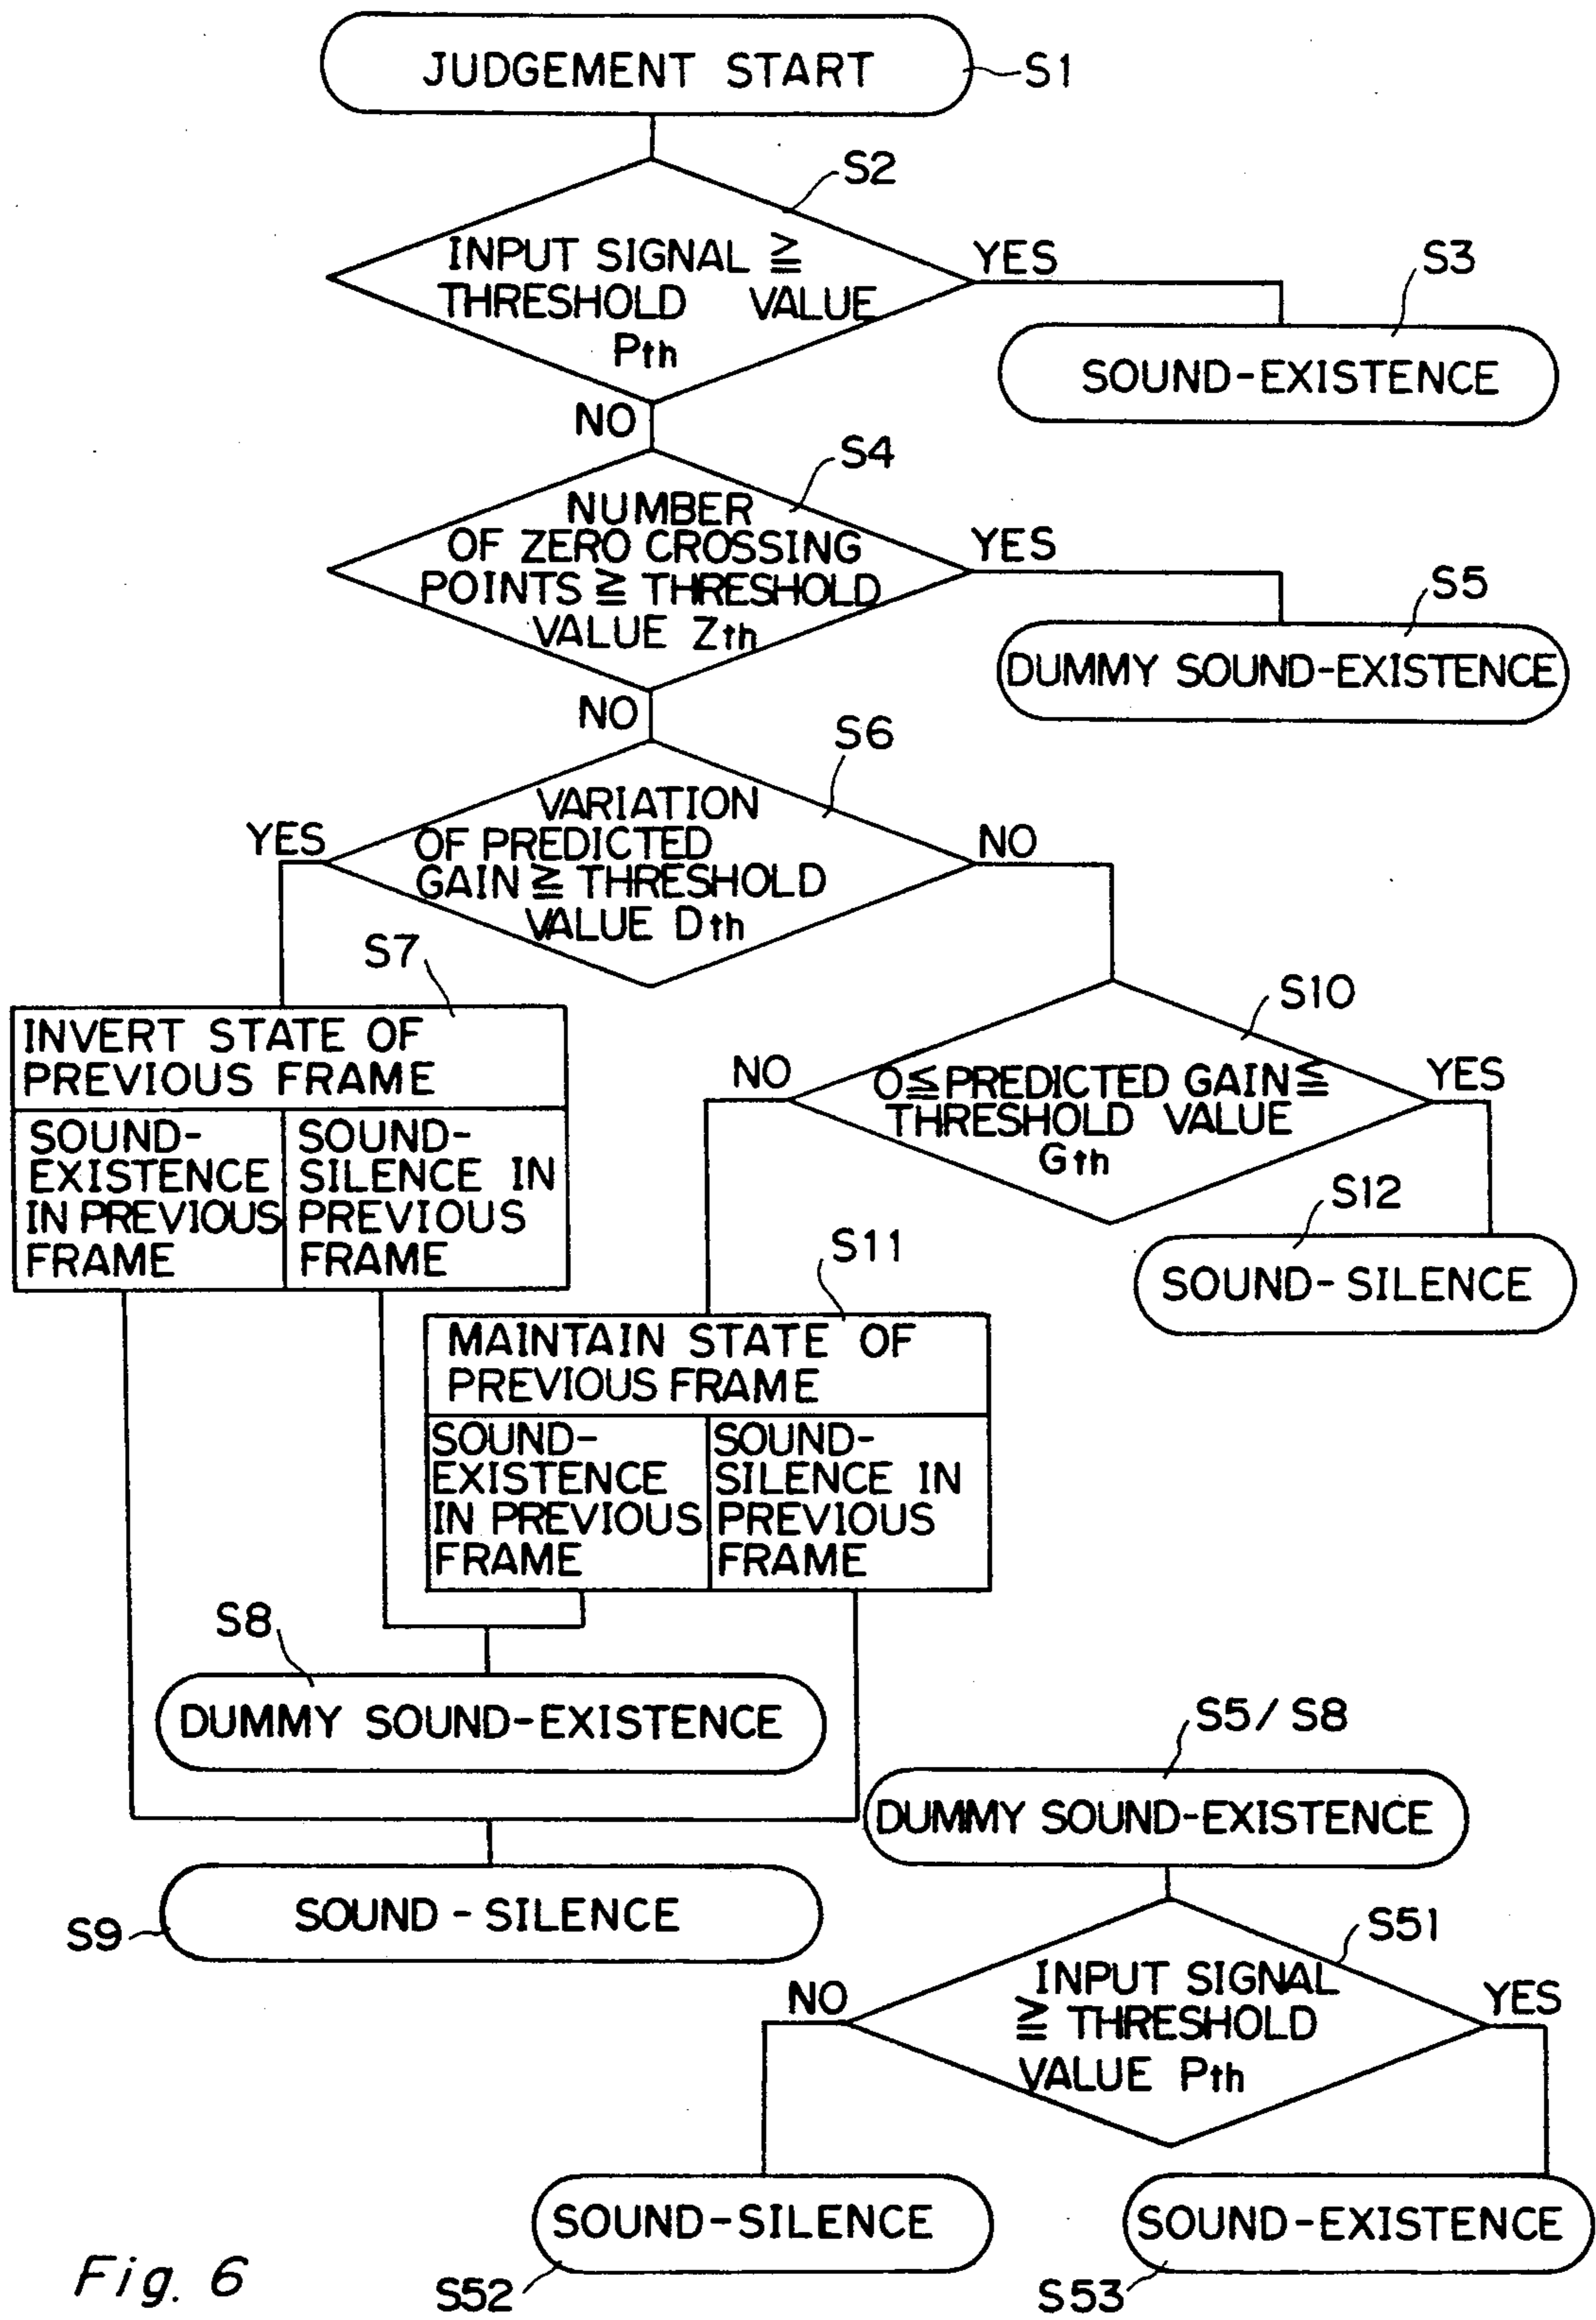 JUDGEMENT START
S1
S2
INPUT SIGNAL ≧
THRESHOLD VALUE
Pth
YES
S3
SOUND-EXISTENCE
NO
S4
NUMBER
OF ZERO CROSSING
POINTS ≧ THRESHOLD
VALUE Zth
YES
S5
DUMMY SOUND-EXISTENCE
NO
S6
VARIATION
OF PREDICTED
GAIN ≧ THRESHOLD
VALUE Dth
YES
NO
S7
INVERT STATE OF
PREVIOUS FRAME
SOUND-
EXISTENCE
IN PREVIOUS
FRAME
SOUND-
SILENCE IN
PREVIOUS
FRAME
S10
O≦PREDICTED GAIN≦
THRESHOLD VALUE
Gth
NO
YES
S12
SOUND-SILENCE
S11
MAINTAIN STATE OF
PREVIOUS FRAME
SOUND-
EXISTENCE
IN PREVIOUS
FRAME
SOUND-
SILENCE IN
PREVIOUS
FRAME
S8
DUMMY SOUND-EXISTENCE
S9
SOUND-SILENCE
S5/S8
DUMMY SOUND-EXISTENCE
S51
INPUT SIGNAL
≧ THRESHOLD
VALUE Pth
NO
YES
SOUND-SILENCE
S52
SOUND-EXISTENCE
S53
Fig. 6